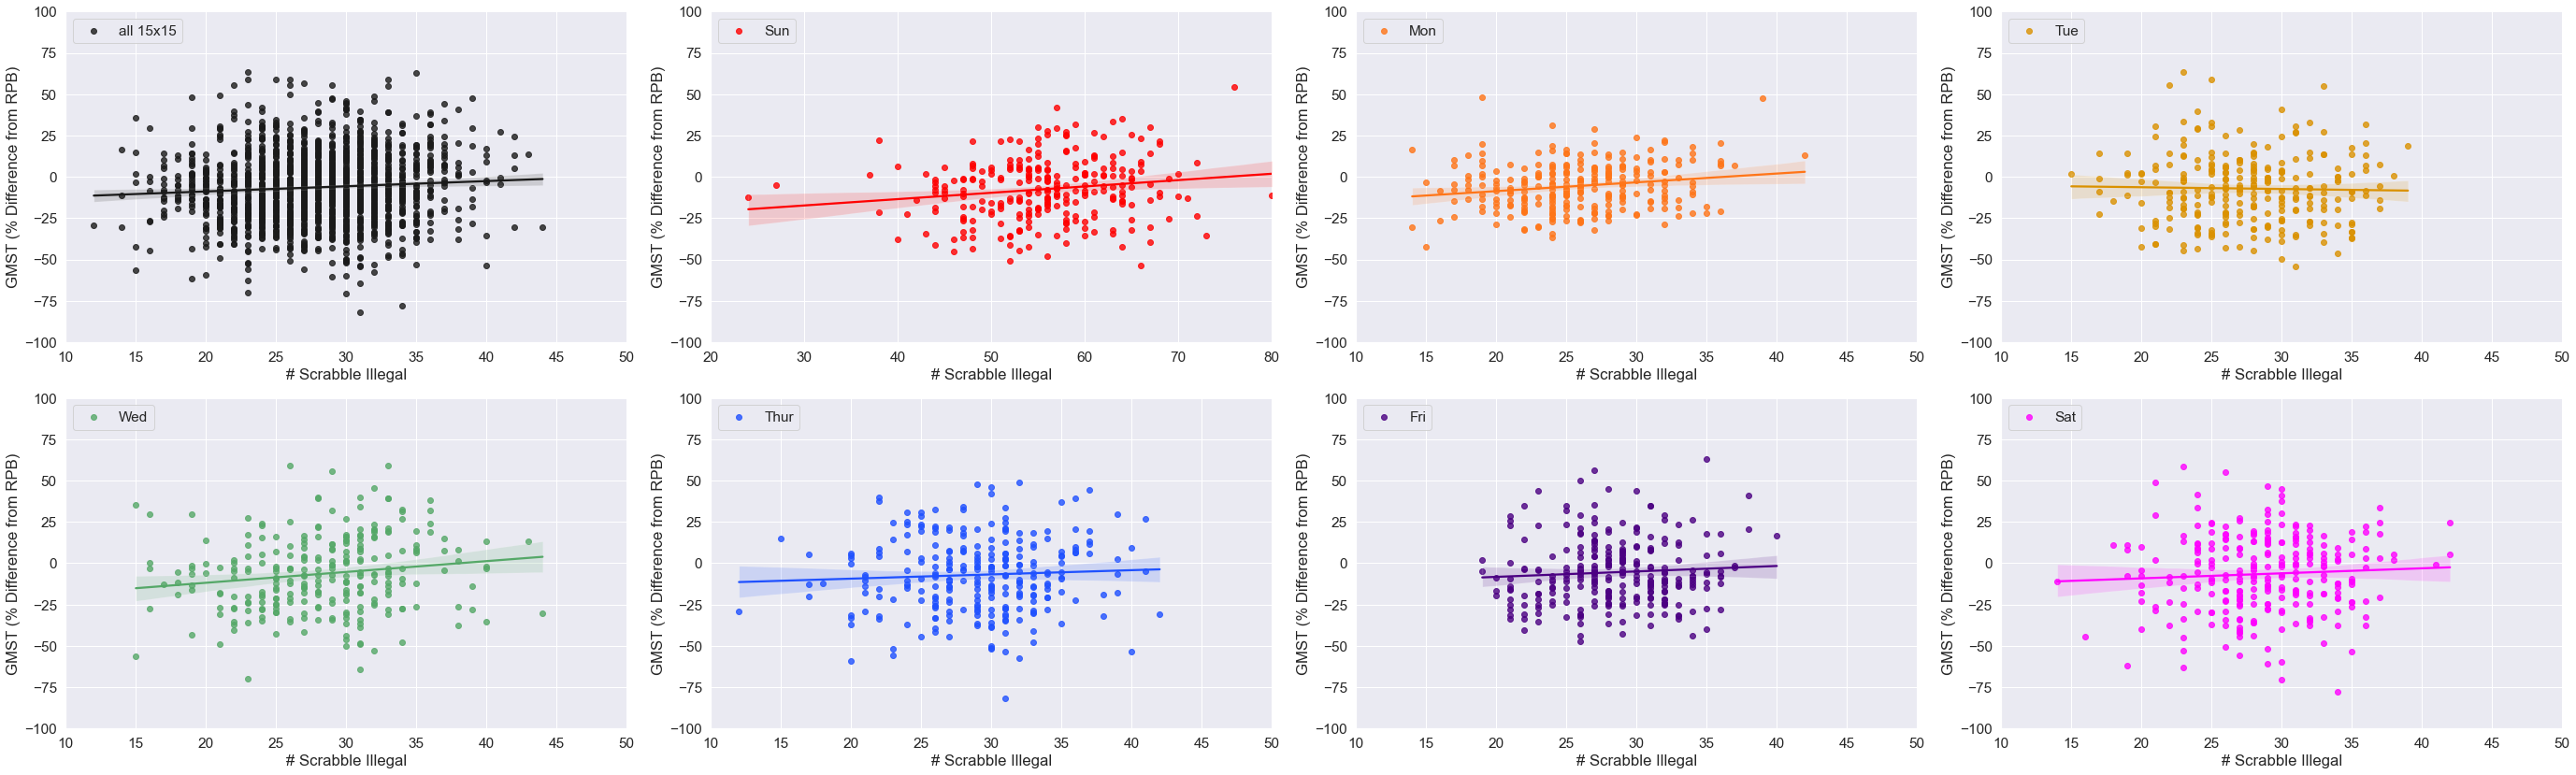 all 15x15
GMST (% Difference from RPB)
100
75
50
25
0
−25
−50
−75
−100
10 15 20 25 30 35 40 45 50
# Scrabble Illegal
Sun
GMST (% Difference from RPB)
100
75
50
25
0
−25
−50
−75
−100
20 30 40 50 60 70 80
# Scrabble Illegal
Mon
GMST (% Difference from RPB)
100
75
50
25
0
−25
−50
−75
−100
10 15 20 25 30 35 40 45 50
# Scrabble Illegal
Tue
GMST (% Difference from RPB)
100
75
50
25
0
−25
−50
−75
−100
10 15 20 25 30 35 40 45 50
# Scrabble Illegal
Wed
GMST (% Difference from RPB)
100
75
50
25
0
−25
−50
−75
−100
10 15 20 25 30 35 40 45 50
# Scrabble Illegal
Thur
GMST (% Difference from RPB)
100
75
50
25
0
−25
−50
−75
−100
10 15 20 25 30 35 40 45 50
# Scrabble Illegal
Fri
GMST (% Difference from RPB)
100
75
50
25
0
−25
−50
−75
−100
10 15 20 25 30 35 40 45 50
# Scrabble Illegal
Sat
GMST (% Difference from RPB)
100
75
50
25
0
−25
−50
−75
−100
10 15 20 25 30 35 40 45 50
# Scrabble Illegal